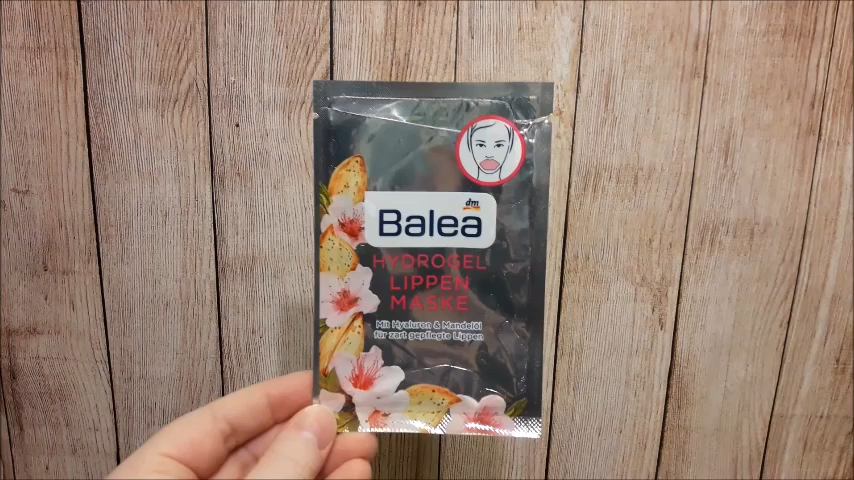 dm
Balea
HYDROGEL
LIPPEN
MASKE
Mit Hyaluron & Mandelöl
für zart gepflegte Lippen